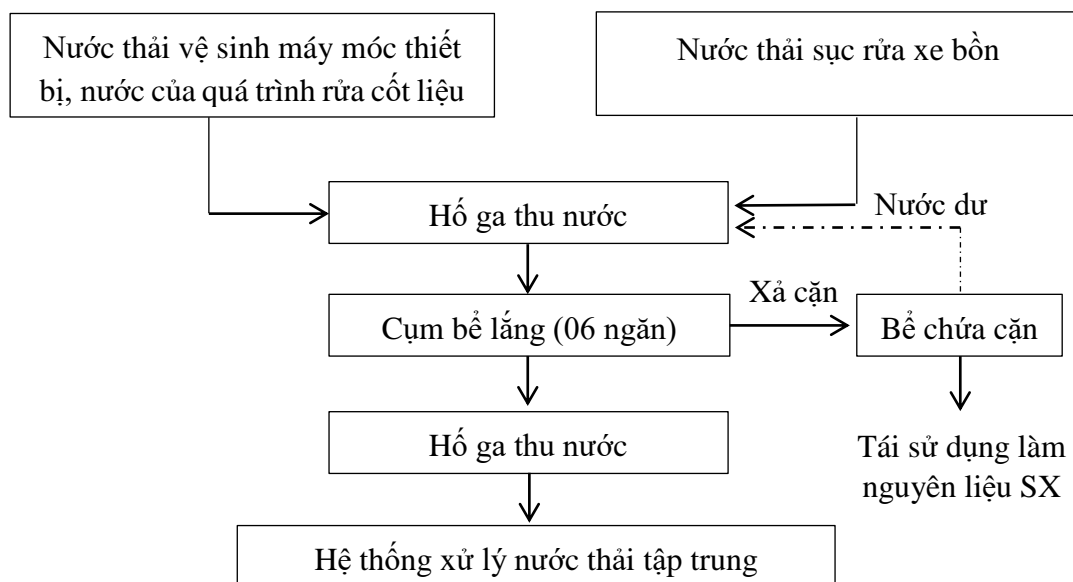 Nước thải vệ sinh máy móc thiết
bị, nước của quá trình rửa cốt liệu
Nước thải sục rửa xe bồn
Hố ga thu nước
Nước dư
Cụm bể lắng (06 ngăn)
Xả cặn
Bể chứa cặn
Hố ga thu nước
Tái sử dụng làm
nguyên liệu SX
Hệ thống xử lý nước thải tập trung